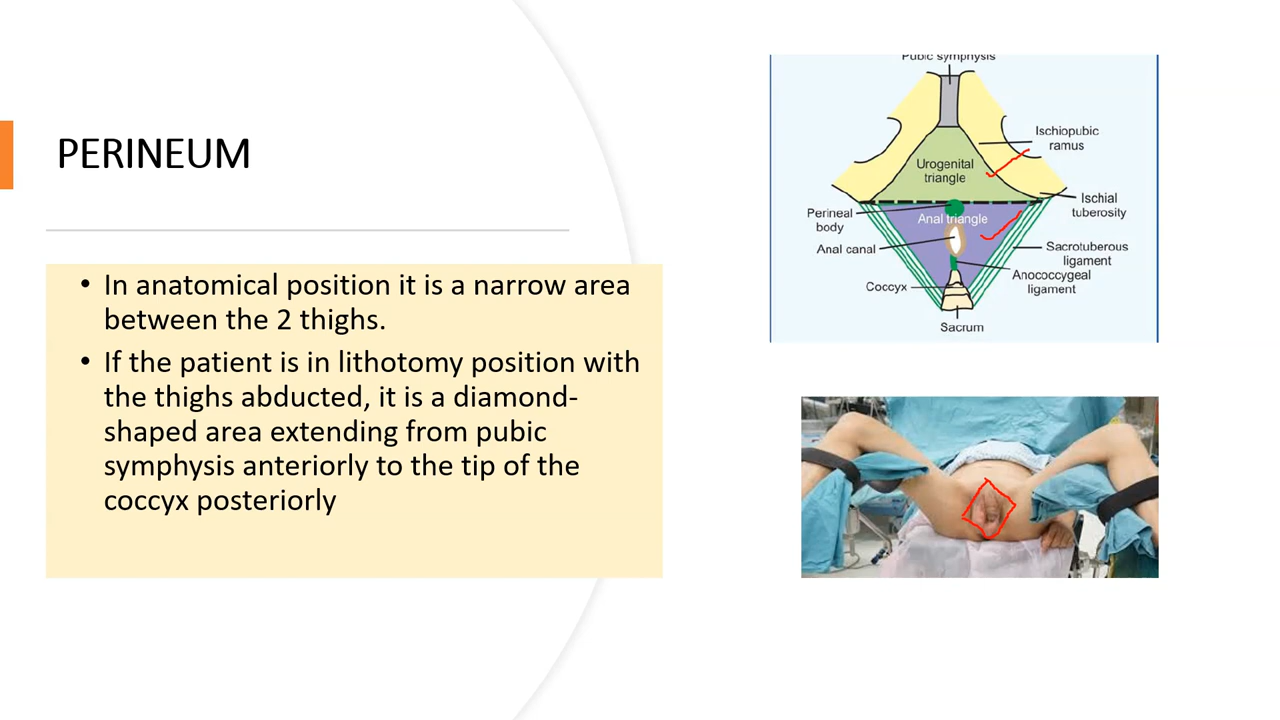 PERINEUM
• In anatomical position it is a narrow area
between the 2 thighs.
• If the patient is in lithotomy position with
the thighs abducted, it is a diamond-
shaped area extending from pubic
symphysis anteriorly to the tip of the
coccyx posteriorly
Pubic symphysis
Ischiopubic
ramus
Urogenital
triangle
Ischial
tuberosity
Perineal
body
Anal triangle
Anal canal
Sacrotuberous
ligament
Anococcygeal
ligament
Coccyx
Sacrum